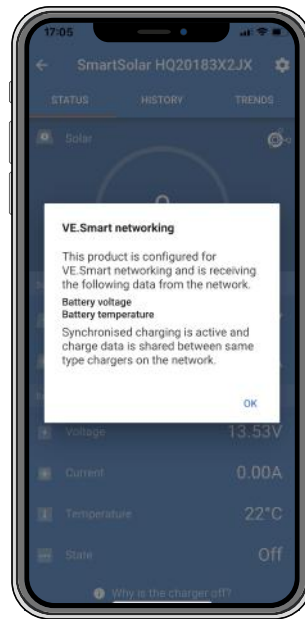 17:05
SmartSolar HQ20183X2JX
STATUS HISTORY TRENDS
Solar
VE.Smart networking
This product is configured for
VE.Smart networking and is receiving
the following data from the network.
Battery voltage
Battery temperature
Synchronised charging is active and
charge data is shared between same
type chargers on the network.
OK
Voltage 13.53V
Current 0.00A
Temperature 22°C
State Off
Why is the charger off?